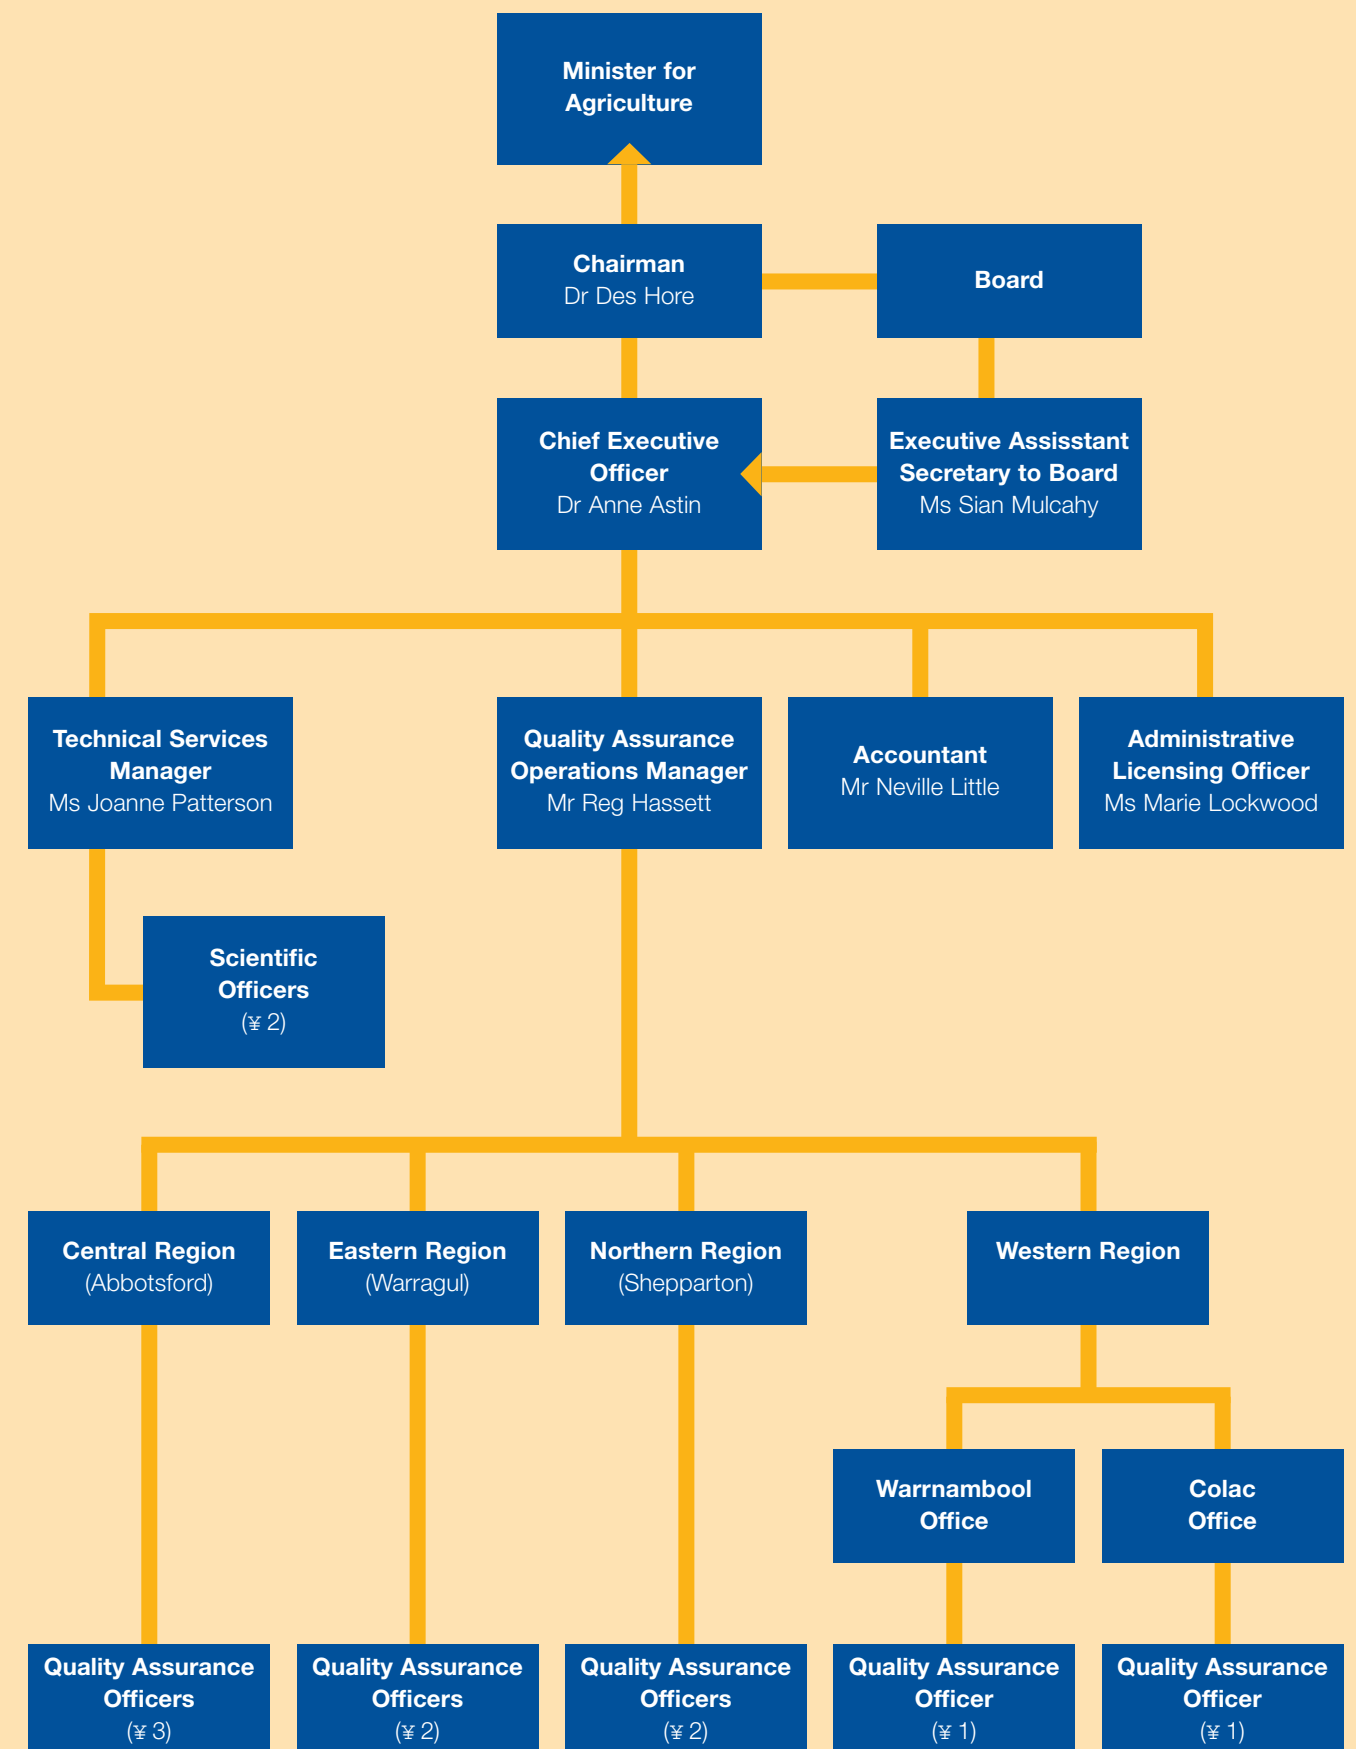 Minister for
Agriculture
Chairman
Dr Des Hore
Board
Chief Executive
Officer
Dr Anne Astin
Executive Assisstant
Secretary to Board
Ms Sian Mulcahy
Technical Services
Manager
Ms Joanne Patterson
Quality Assurance
Operations Manager
Mr Reg Hassett
Accountant
Mr Neville Little
Administrative
Licensing Officer
Ms Marie Lockwood
Scientific
Officers
(¥ 2)
Central Region
(Abbotsford)
Eastern Region
(Warragul)
Northern Region
(Shepparton)
Western Region
Warrnambool
Office
Colac
Office
Quality Assurance
Officers
(¥ 3)
Quality Assurance
Officers
(¥ 2)
Quality Assurance
Officers
(¥ 2)
Quality Assurance
Officer
(¥ 1)
Quality Assurance
Officer
(¥ 1)